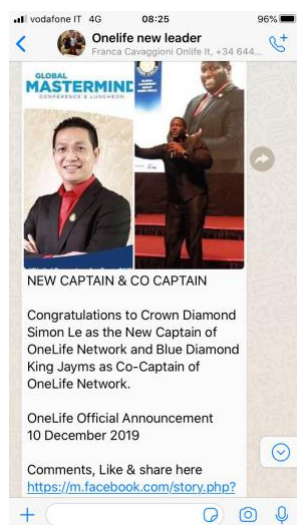 vodafone IT 4G 08:25 96%
Onelife new leader
Franca Cavaggioni Onlife It, +34 644...
GLOBAL
MASTERMIND
CONFERENCE & LUNCHEON
NEW CAPTAIN & CO CAPTAIN
Congratulations to Crown Diamond
Simon Le as the New Captain of
OneLife Network and Blue Diamond
King Jayms as Co-Captain of
OneLife Network.
OneLife Official Announcement
10 December 2019
Comments, Like & share here
https://m.facebook.com/story.php?